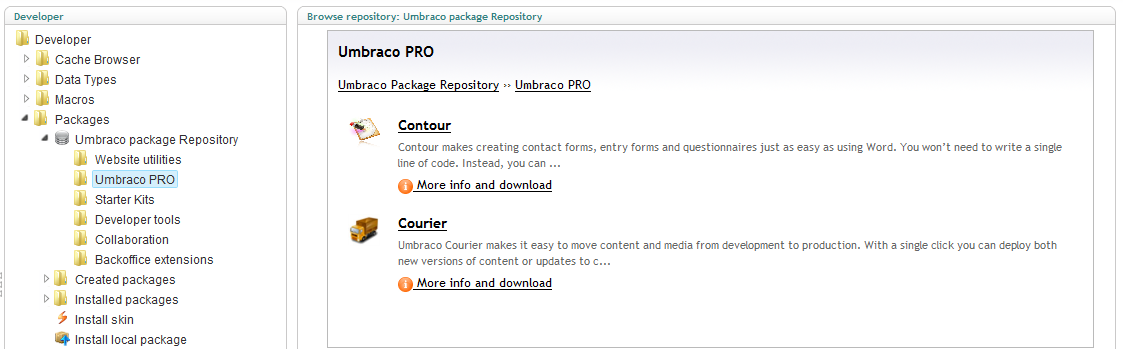 Developer
Developer
Cache Browser
Data Types
Macros
Packages
Umbraco package Repository
Website utilities
Umbraco PRO
Starter Kits
Developer tools
Collaboration
Backoffice extensions
Created packages
Installed packages
Install skin
Install local package
Browse repository: Umbraco package Repository
Umbraco PRO
Umbraco Package Repository ›› Umbraco PRO
Contour
Contour makes creating contact forms, entry forms and questionnaires just as easy as using Word. You won’t need to write a single
line of code. Instead, you can ...
More info and download
Courier
Umbraco Courier makes it easy to move content and media from development to production. With a single click you can deploy both
new versions of content or updates to c...
More info and download